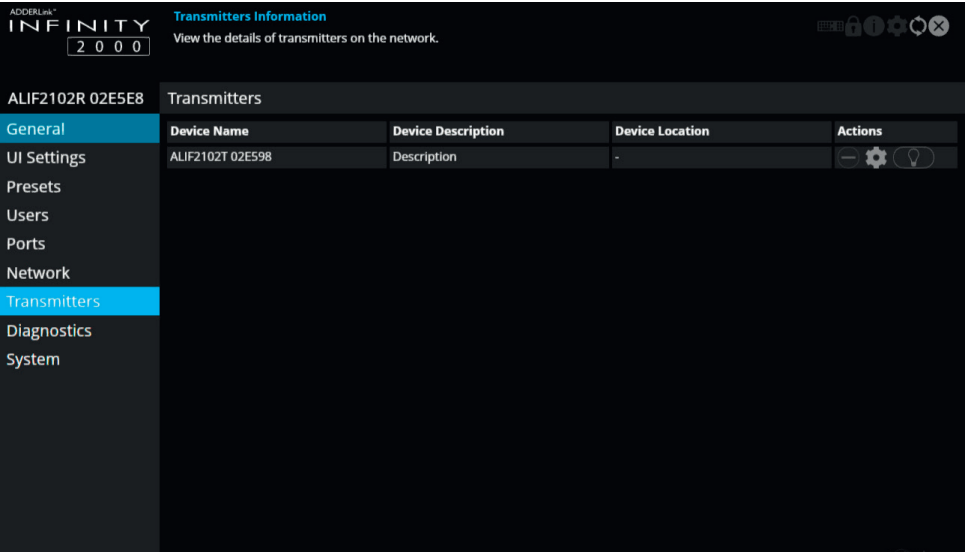 ADDERLink™
INFINITY
2000
Transmitters Information
View the details of transmitters on the network.
ALIF2102R 02E5E8
General
UI Settings
Presets
Users
Ports
Network
Transmitters
Diagnostics
System
Transmitters
Device Name Device Description Device Location Actions
ALIF2102T 02E598 Description -